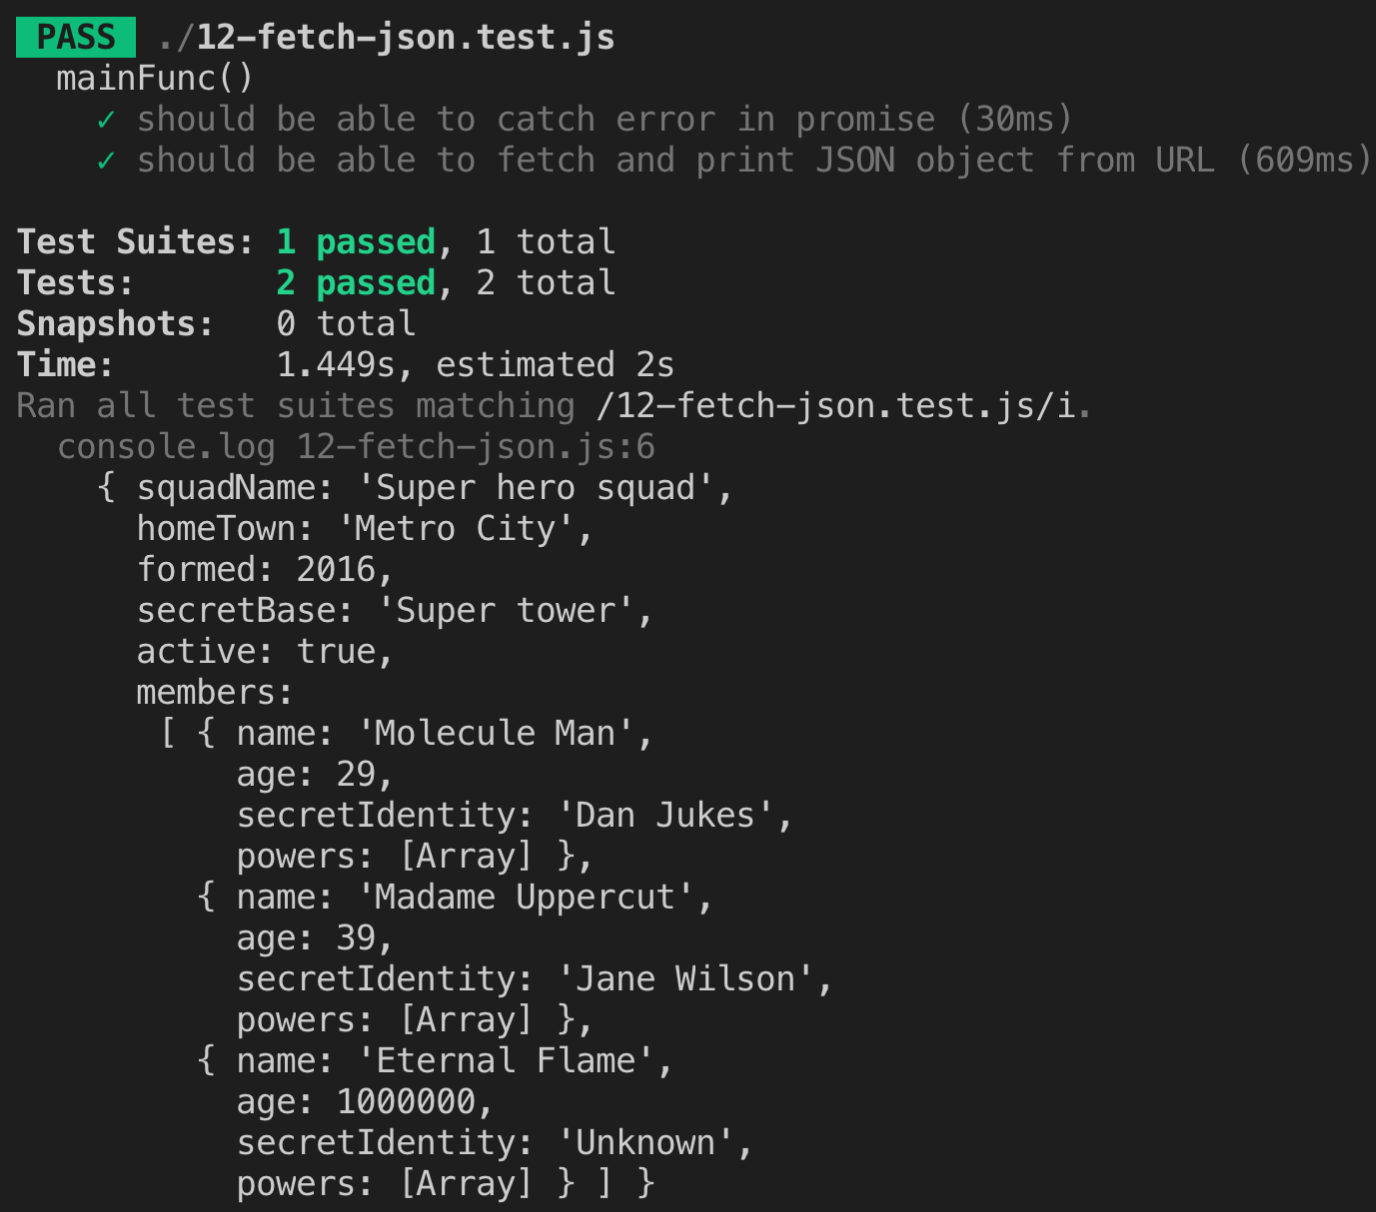 PASS ./12-fetch-json.test.js
mainFunc()
✓ should be able to catch error in promise (30ms)
✓ should be able to fetch and print JSON object from URL (609ms)
Test Suites: 1 passed, 1 total
Tests: 2 passed, 2 total
Snapshots: 0 total
Time: 1.449s, estimated 2s
Ran all test suites matching /12-fetch-json.test.js/i.
console.log 12-fetch-json.js:6
{ squadName: 'Super hero squad',
homeTown: 'Metro City',
formed: 2016,
secretBase: 'Super tower',
active: true,
members:
[ { name: 'Molecule Man',
age: 29,
secretIdentity: 'Dan Jukes',
powers: [Array] },
{ name: 'Madame Uppercut',
age: 39,
secretIdentity: 'Jane Wilson',
powers: [Array] },
{ name: 'Eternal Flame',
age: 1000000,
secretIdentity: 'Unknown',
powers: [Array] } ] }